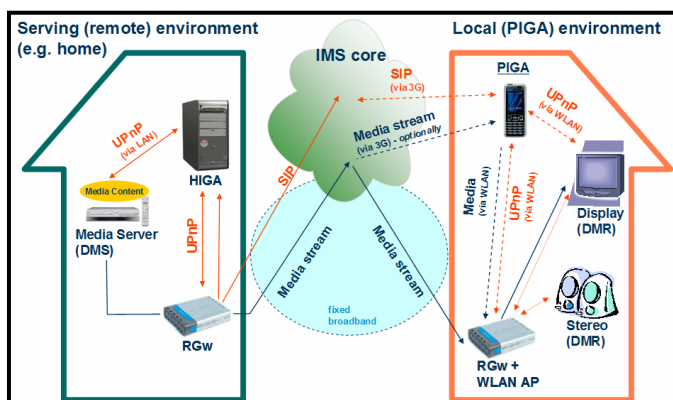 Serving (remote) environment
(e.g. home)
IMS core
Local (PIGA) environment
PIGA
SIP
(via 3G)
UPnP
(via WLAN)
Media stream
(via 3G) - optionally
UPnP
(via LAN)
HIGA
Media Content
Media Server
(DMS)
SIP
UPnP
Media
(via WLAN)
UPnP
(via WLAN)
Display
(DMR)
Media stream
Media stream
fixed
broadband
Stereo
(DMR)
RGw
RGw +
WLAN AP